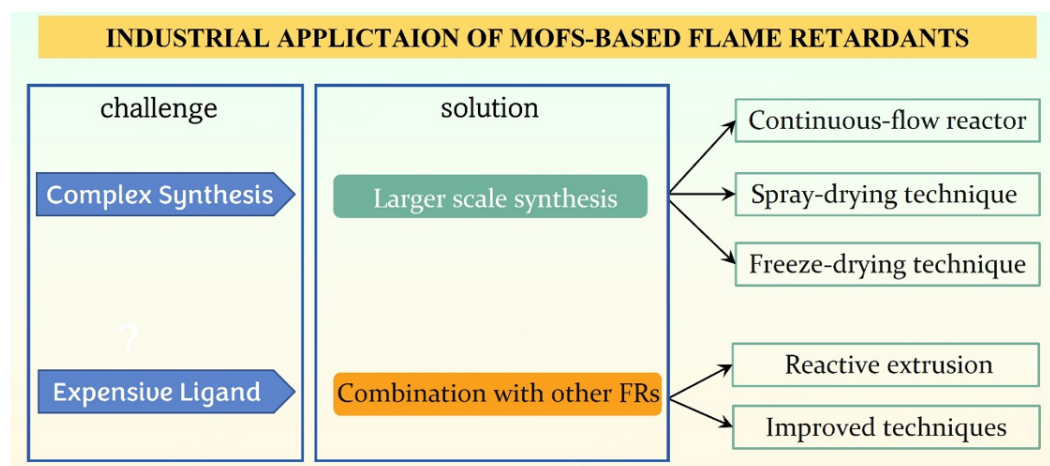 INDUSTRIAL APPLICTAION OF MOFS-BASED FLAME RETARDANTS
challenge
solution
Complex Synthesis
Larger scale synthesis
Continuous-flow reactor
Spray-drying technique
Freeze-drying technique
?
Expensive Ligand
Combination with other FRs
Reactive extrusion
Improved techniques